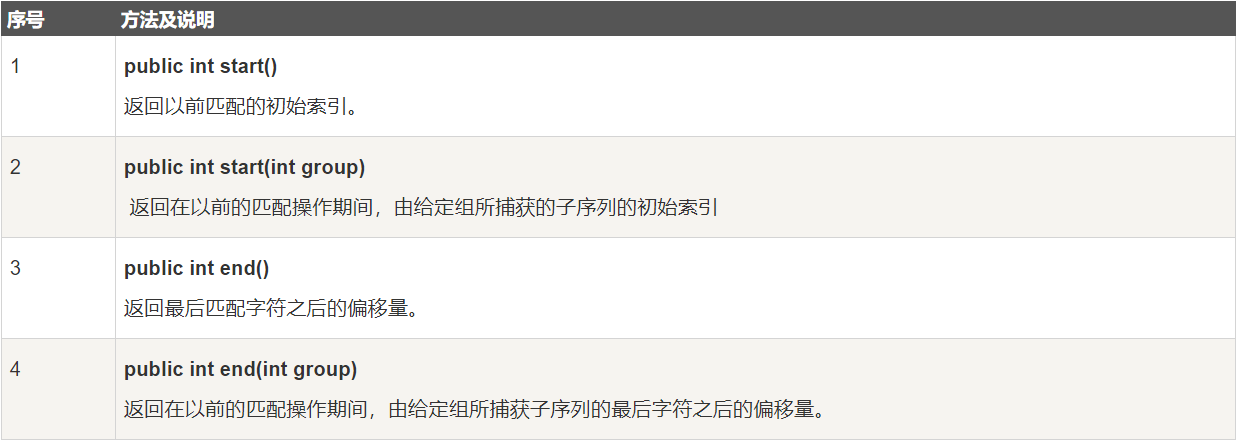 序号 方法及说明
1 public int start()
返回以前匹配的初始索引。
2 public int start(int group)
返回在以前的匹配操作期间，由给定组所捕获的子序列的初始索引
3 public int end()
返回最后匹配字符之后的偏移量。
4 public int end(int group)
返回在以前的匹配操作期间，由给定组所捕获子序列的最后字符之后的偏移量。